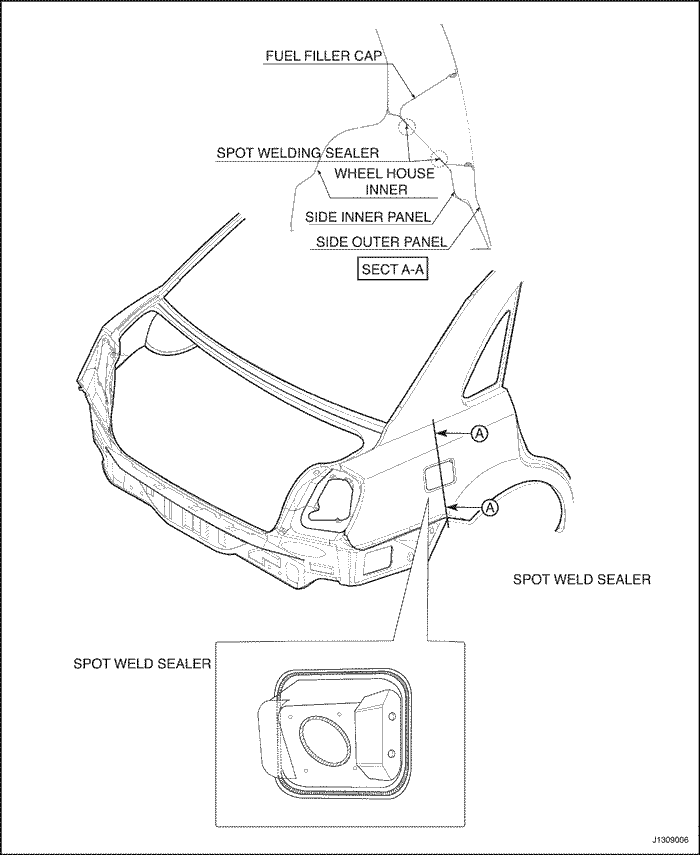 FUEL FILLER CAP
SPOT WELDING SEALER
WHEEL HOUSE
INNER
SIDE INNER PANEL
SIDE OUTER PANEL
SECT A-A
A
A
SPOT WELD SEALER
SPOT WELD SEALER
J1309006